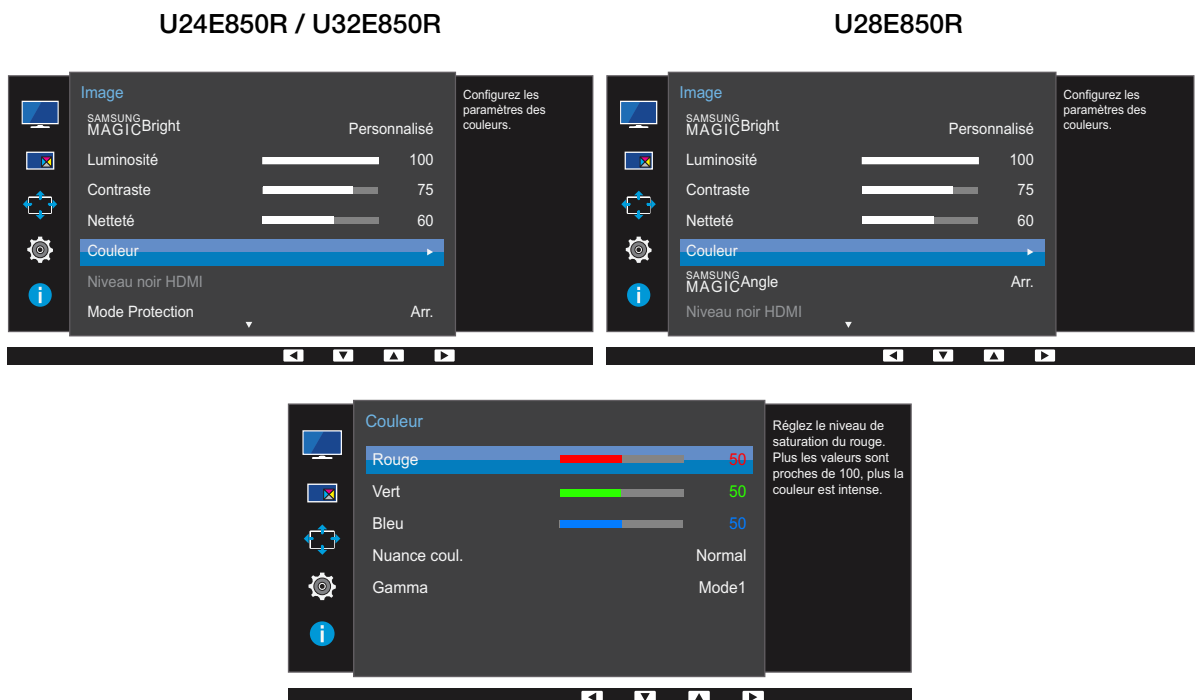 U24E850R / U32E850R
Image
SAMSUNG
MAGICBright Personnalisé
Luminosité 100
Contraste 75
Netteté 60
Couleur
Niveau noir HDMI
Mode Protection Arr.
Configurez les
paramètres des
couleurs.
U28E850R
Image
SAMSUNG
MAGICBright Personnalisé
Luminosité 100
Contraste 75
Netteté 60
Couleur
SAMSUNG
MAGICAngle Arr.
Niveau noir HDMI
Configurez les
paramètres des
couleurs.
Couleur
Rouge 50
Vert 50
Bleu 50
Nuance coul. Normal
Gamma Mode1
Réglez le niveau de
saturation du rouge.
Plus les valeurs sont
proches de 100, plus la
couleur est intense.